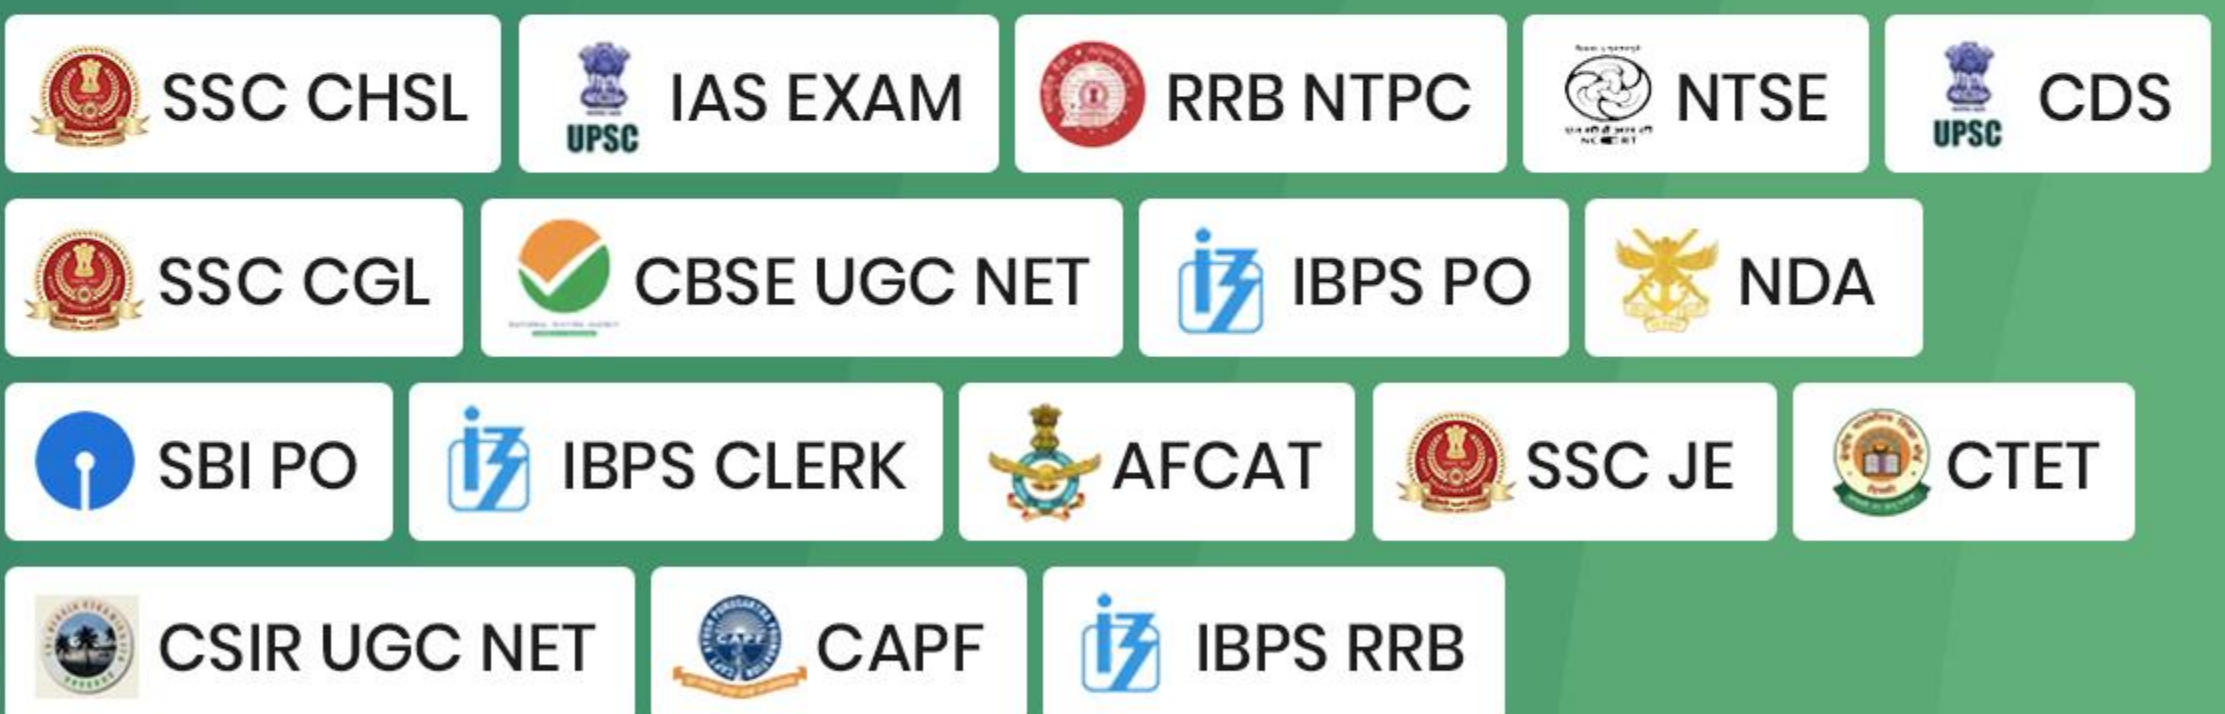 SSC CHSL
UPSC
IAS EXAM
RRB NTPC
NTSE
UPSC
CDS
SSC CGL
CBSE UGC NET
IBPS PO
NDA
SBI PO
IBPS CLERK
AFCAT
SSC JE
CTET
CSIR UGC NET
CAPF
CAPF
IBPS RRB